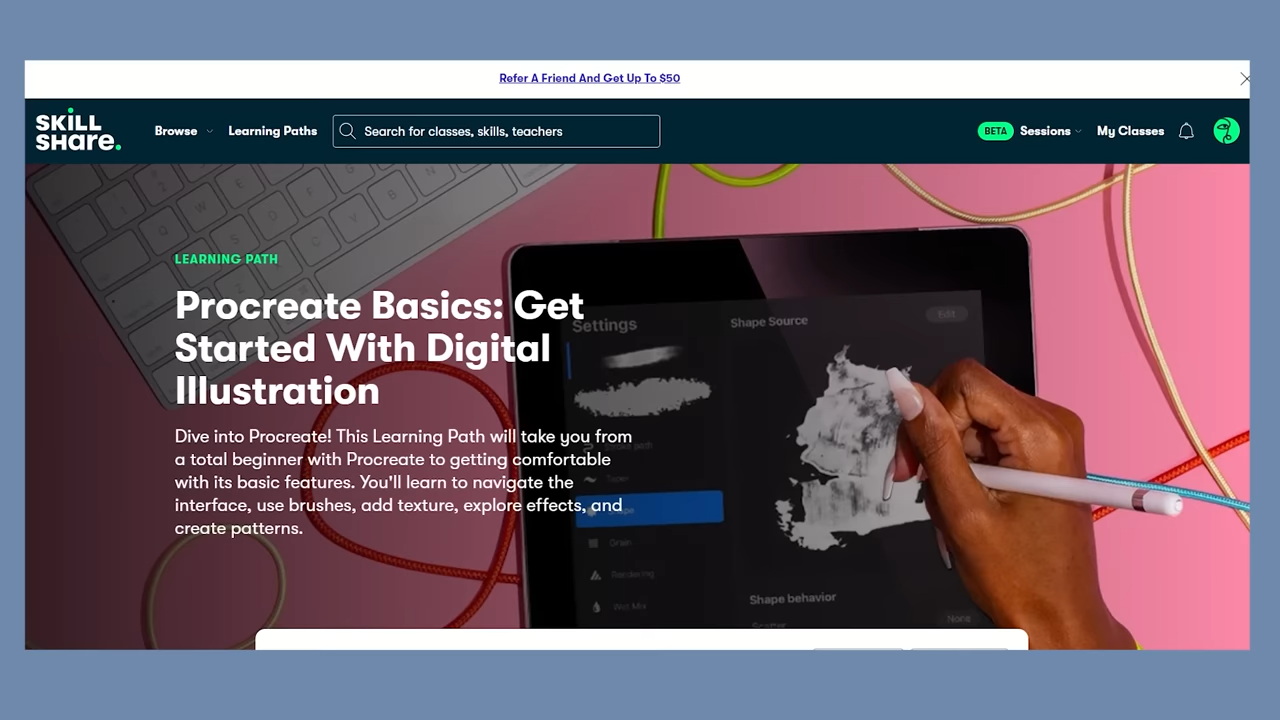 Refer A Friend And Get Up To $50
SKILL
SHare.
Browse
Learning Paths
Search for classes, skills, teachers
BETA
Sessions
My Classes
LEARNING PATH
Procreate Basics: Get
Started With Digital
Illustration
Dive into Procreate! This Learning Path will take you from
a total beginner with Procreate to getting comfortable
with its basic features. You'll learn to navigate the
interface, use brushes, add texture, explore effects, and
create patterns.
Settings
Shape Source
Edit
Grain
Rendering
Wet Mix
Shape behavior
Scatter
None